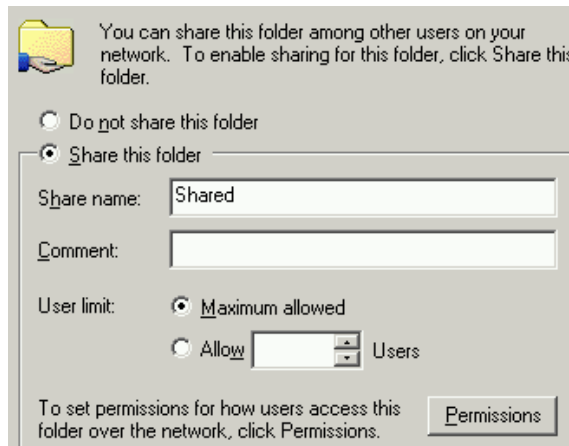 You can share this folder among other users on your
network. To enable sharing for this folder, click Share this
folder.
Do not share this folder
Share this folder
Share name: Shared
Comment:
User limit: Maximum allowed
Allow Users
To set permissions for how users access this
folder over the network, click Permissions.
Permissions